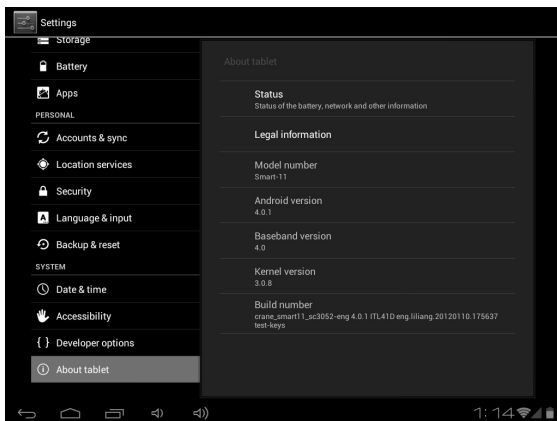 Settings
Storage
Battery
Apps
PERSONAL
Accounts & sync
Location services
Security
Language & input
Backup & reset
SYSTEM
Date & time
Accessibility
Developer options
About tablet
About tablet
Status
Status of the battery, network and other information
Legal information
Model number
Smart-11
Android version
4.0.1
Baseband version
4.0
Kernel version
3.0.8
Build number
crane_smart11_sc3052-eng 4.0.1 ITL41D eng.liliang.20120110.175637
test-keys
1:14